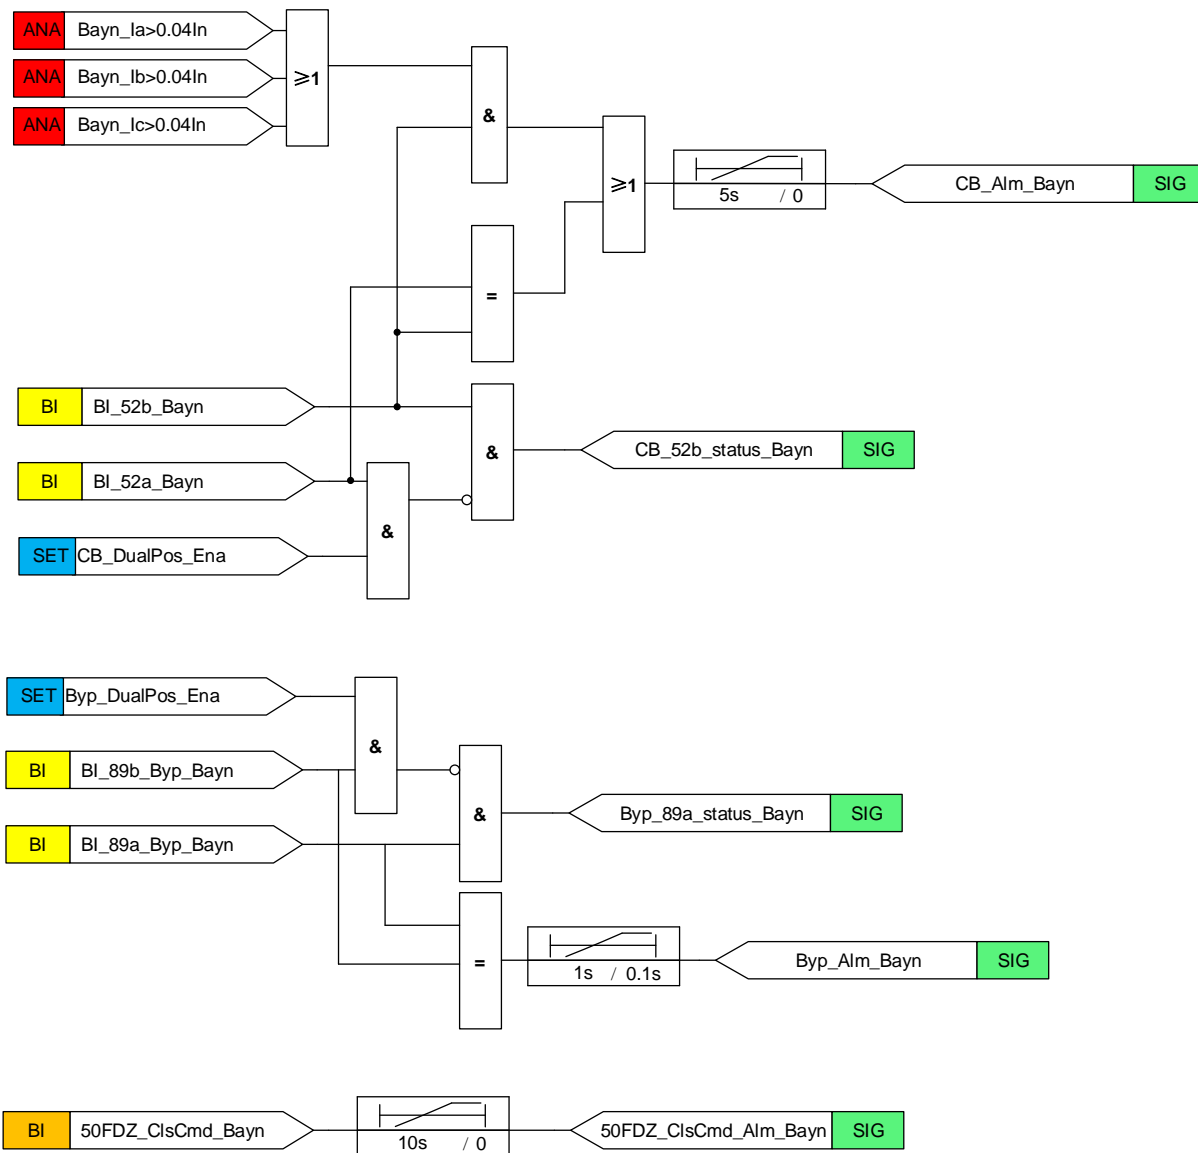 ANA Bayn_Ia>0.04In
ANA Bayn_Ib>0.04In
ANA Bayn_Ic>0.04In
≥1
&
≥1
5s / 0
CB_Alm_Bayn SIG
=
BI BI_52b_Bayn
&
CB_52b_status_Bayn SIG
BI BI_52a_Bayn
&
SET CB_DualPos_Ena
SET Byp_DualPos_Ena
&
BI BI_89b_Byp_Bayn
&
Byp_89a_status_Bayn SIG
BI BI_89a_Byp_Bayn
=
1s / 0.1s
Byp_Alm_Bayn SIG
BI 50FDZ_ClsCmd_Bayn
10s / 0
50FDZ_ClsCmd_Alm_Bayn SIG